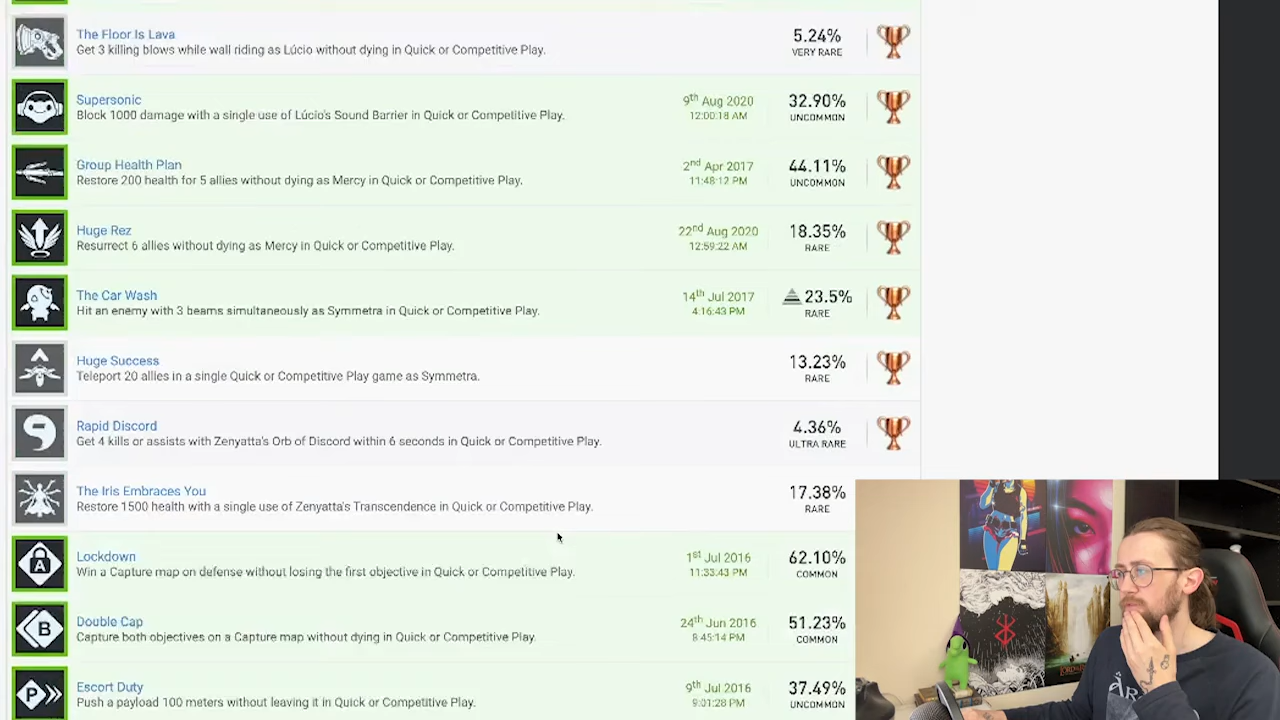 The Floor Is Lava
Get 3 killing blows while wall riding as Lúcio without dying in Quick or Competitive Play.
5.24%
VERY RARE
Supersonic
Block 1000 damage with a single use of Lúcio's Sound Barrier in Quick or Competitive Play.
9th Aug 2020
12:00:18 AM
32.90%
UNCOMMON
Group Health Plan
Restore 200 health for 5 allies without dying as Mercy in Quick or Competitive Play.
2nd Apr 2017
11:48:12 PM
44.11%
UNCOMMON
Huge Rez
Resurrect 6 allies without dying as Mercy in Quick or Competitive Play.
22nd Aug 2020
12:59:22 AM
18.35%
RARE
The Car Wash
Hit an enemy with 3 beams simultaneously as Symmetra in Quick or Competitive Play.
14th Jul 2017
4:16:43 PM
23.5%
RARE
Huge Success
Teleport 20 allies in a single Quick or Competitive Play game as Symmetra.
13.23%
RARE
Rapid Discord
Get 4 kills or assists with Zenyatta's Orb of Discord within 6 seconds in Quick or Competitive Play.
4.36%
ULTRA RARE
The Iris Embraces You
Restore 1500 health with a single use of Zenyatta's Transcendence in Quick or Competitive Play.
17.38%
RARE
A
Lockdown
Win a Capture map on defense without losing the first objective in Quick or Competitive Play.
1st Jul 2016
11:33:43 PM
62.10%
COMMON
B
Double Cap
Capture both objectives on a Capture map without dying in Quick or Competitive Play.
24th Jun 2016
8:45:14 PM
51.23%
COMMON
P
Escort Duty
Push a payload 100 meters without leaving it in Quick or Competitive Play.
9th Jul 2016
9:01:28 PM
37.49%
UNCOMMON